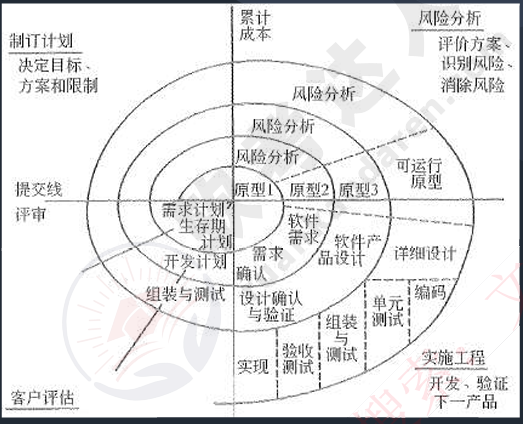 累计
成本
制订计划
决定目标、
方案和限制
风险分析
评价方案、
识别风险、
消除风险
风险分析
风险分析
风险分析
提交线
评审
原型1
原型2
原型3
可运行
原型
需求计划
生存期
计划
开发计划
组装与测试
需求
确认
软件
需求
软件产
品设计
详细设计
设计确认
与验证
实现
验收
测试
组装
与
测试
单元
测试
编码
客户评估
实施工程
开发、验证
下一产品